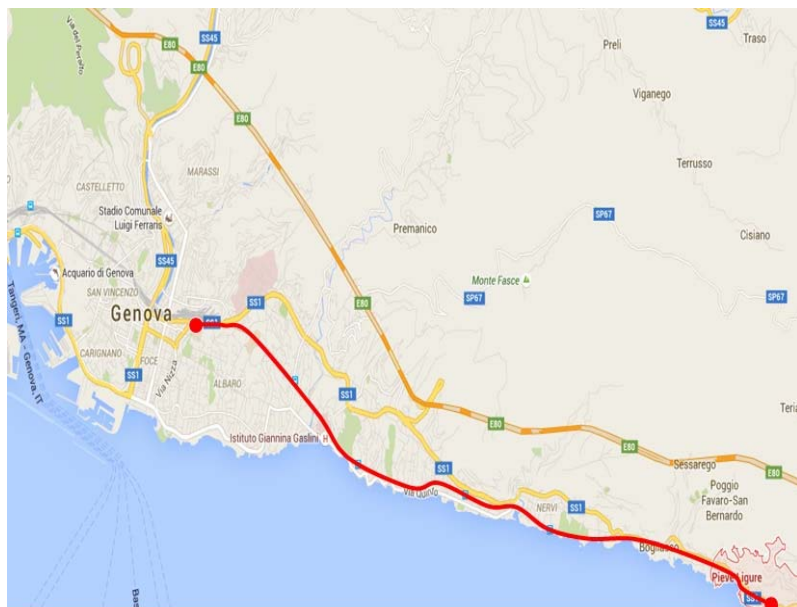 Via del Peralto
E80
SS45
E80
SS45
Traso
Preli
Viganego
E80
Terrusso
MARASSI
CASTELLETTO
Stadio Comunale
Luigi Ferraris
Premanico
SP67
Cisiano
SS45
Acquario di Genova
SAN VINCENZO
Monte Fasce
SP67
SP67
Genova
SS1
E80
SS1
SS1
CARIGNANO
FOCE
SS1
Via Nizza
ALBARO
SS1
Tangeri, MA - Genova, IT
Istituto Giannina Gaslini
H
E80
E80
Sessarego
E80
SS1
Poggio
Favaro-San
Bernardo
Via Quinto
NERVI
SS1
Bogliasco
Pieve Ligure